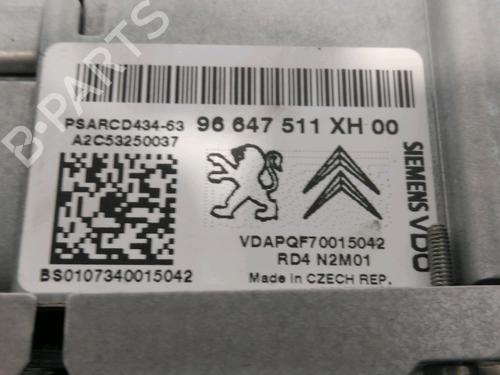 PSARCD434-63 96 647 511 XH 00
A2C53250037
SIEMENS VDO
VDAPQF70015042
RD4 N2M01
BS0107340015042
Made in CZECH REP.
B-PARTS